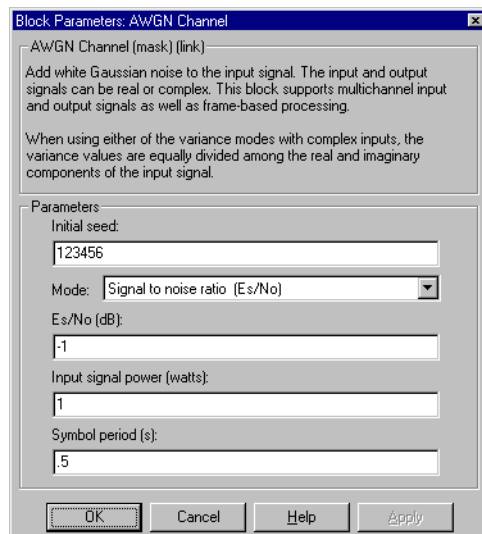 Block Parameters: AWGN Channel
AWGN Channel (mask) (link)
Add white Gaussian noise to the input signal. The input and output
signals can be real or complex. This block supports multichannel input
and output signals as well as frame-based processing.
When using either of the variance modes with complex inputs, the
variance values are equally divided among the real and imaginary
components of the input signal.
Parameters
Initial seed:
123456
Mode: Signal to noise ratio (Es/No)
Es/No (dB):
-1
Input signal power (watts):
1
Symbol period (s):
.5
OK Cancel Help Apply